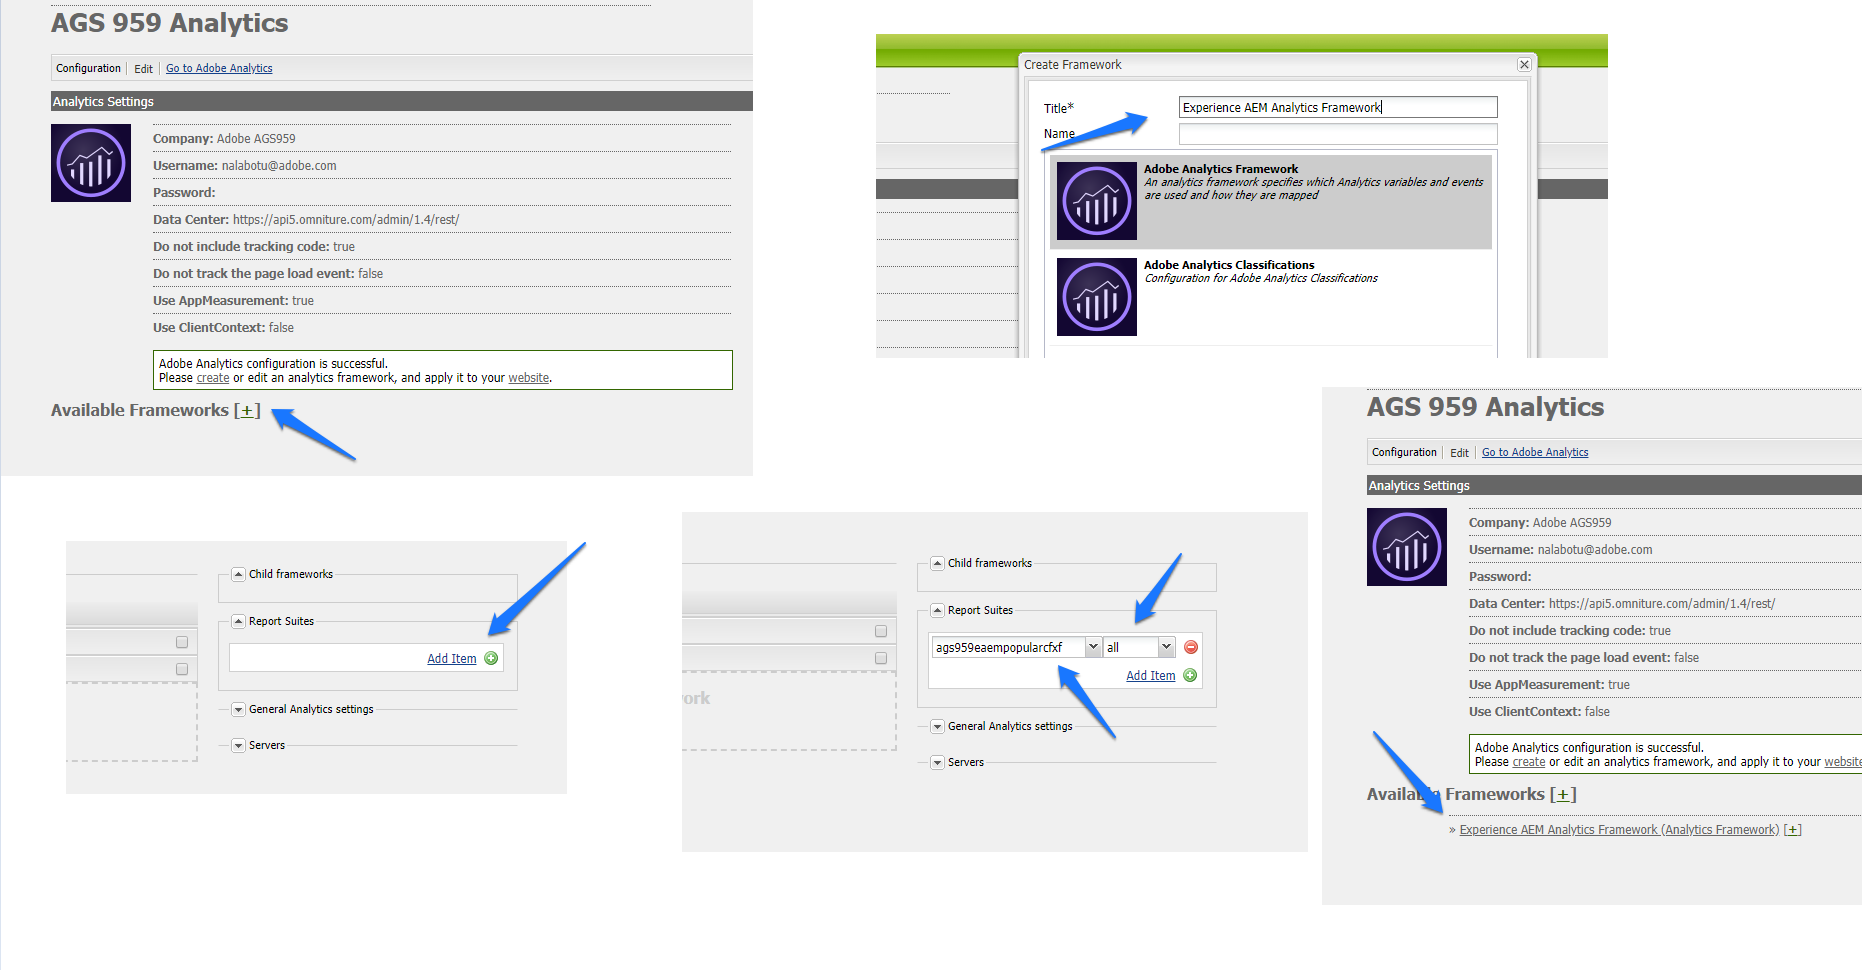 AGS 959 Analytics
Configuration Edit Go to Adobe Analytics
Analytics Settings
Company: Adobe AGS959
Username: nalabotu@adobe.com
Password:
Data Center: https://api5.omniture.com/admin/1.4/rest/
Do not include tracking code: true
Do not track the page load event: false
Use AppMeasurement: true
Use ClientContext: false
Adobe Analytics configuration is successful.
Please create or edit an analytics framework, and apply it to your website.
Available Frameworks [+]
Create Framework
Title* Experience AEM Analytics Framework
Name
Adobe Analytics Framework
An analytics framework specifies which Analytics variables and events
are used and how they are mapped
Adobe Analytics Classifications
Configuration for Adobe Analytics Classifications
Child frameworks
Report Suites
Add Item
General Analytics settings
Servers
Child frameworks
Report Suites
ags959eaempopularcfxf all
Add Item
ork
General Analytics settings
Servers
AGS 959 Analytics
Configuration Edit Go to Adobe Analytics
Analytics Settings
Company: Adobe AGS959
Username: nalabotu@adobe.com
Password:
Data Center: https://api5.omniture.com/admin/1.4/rest/
Do not include tracking code: true
Do not track the page load event: false
Use AppMeasurement: true
Use ClientContext: false
Adobe Analytics configuration is successful.
Please create or edit an analytics framework, and apply it to your website
Available Frameworks [+]
» Experience AEM Analytics Framework (Analytics Framework) [+]